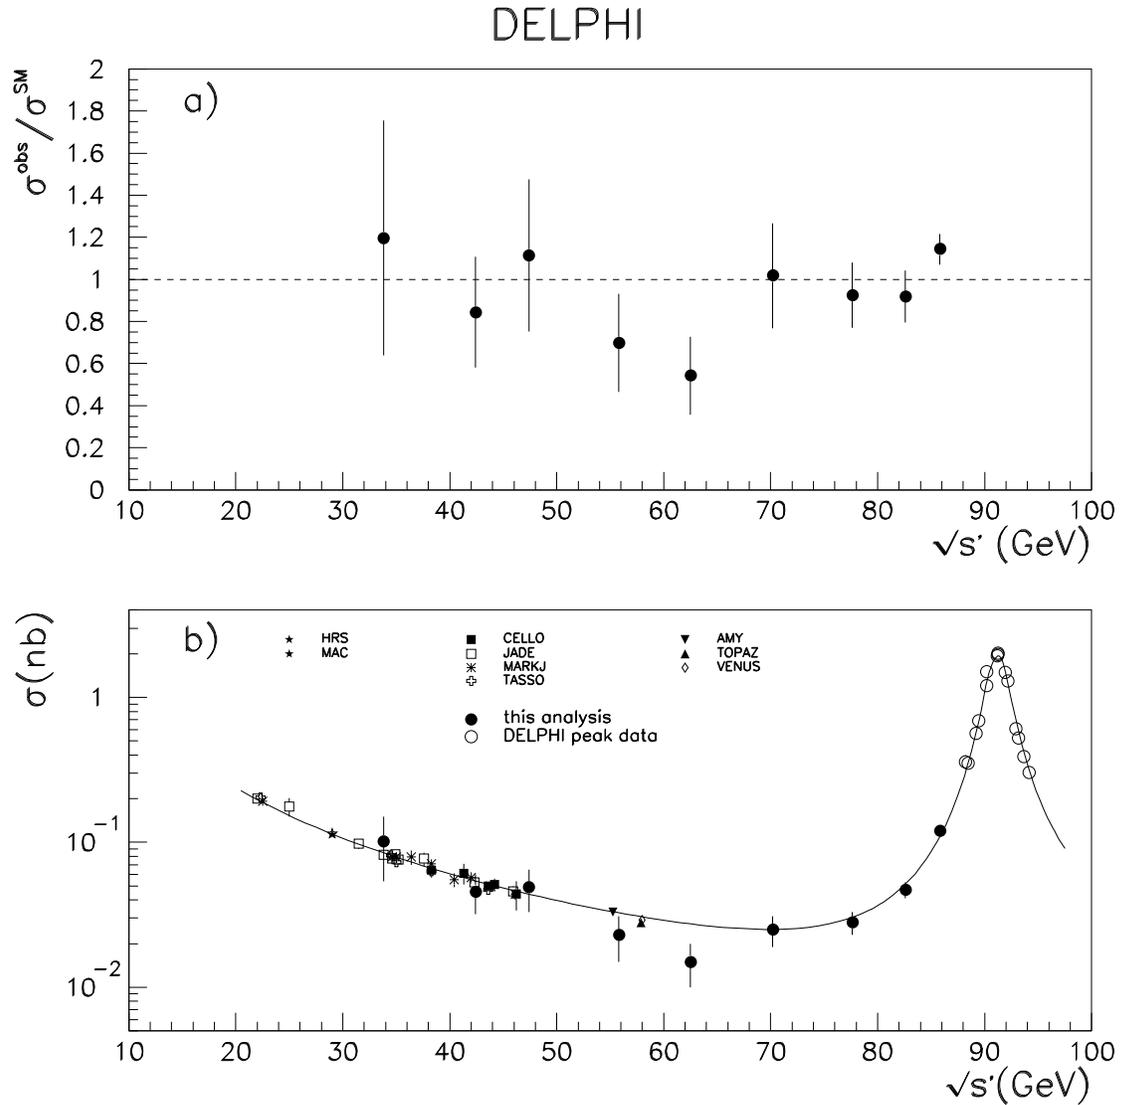 DELPHI
a)
σ^obs / σ^SM
2
1.8
1.6
1.4
1.2
1
0.8
0.6
0.4
0.2
0
10 20 30 40 50 60 70 80 90 100
√s' (GeV)
b)
σ(nb)
HRS
MAC
CELLO
JADE
MARKJ
TASSO
AMY
TOPAZ
VENUS
this analysis
DELPHI peak data
1
10^-1
10^-2
10 20 30 40 50 60 70 80 90 100
√s'(GeV)